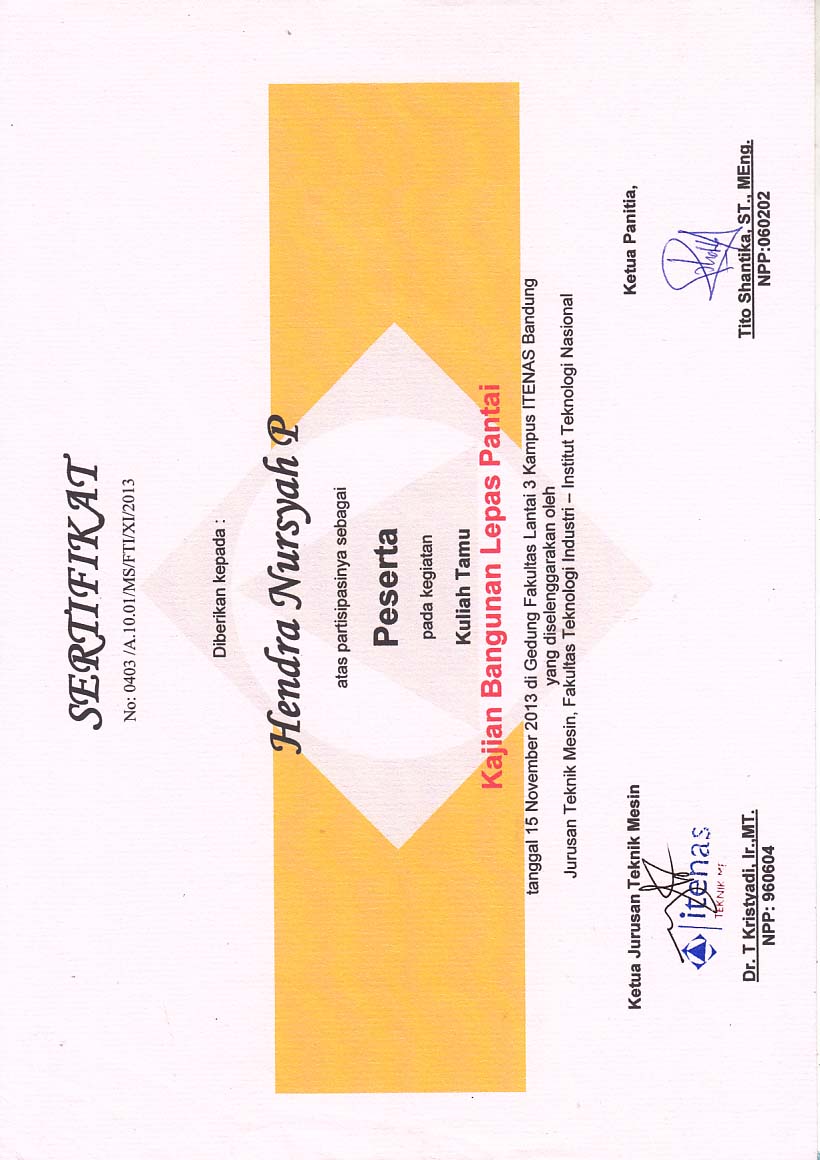 SERTIFIKAT
No: 0403 /A.10.01/MS/FTI/XI/2013
Diberikan kepada :
Hendra Nursyah P
atas partisipasinya sebagai
Peserta
pada kegiatan
Kuliah Tamu
Kajian Bangunan Lepas Pantai
tanggal 15 November 2013 di Gedung Fakultas Lantai 3 Kampus ITENAS Bandung
yang diselenggarakan oleh
Jurusan Teknik Mesin, Fakultas Teknologi Industri – Institut Teknologi Nasional
Ketua Jurusan Teknik Mesin
itenas
TEKNIK
Dr. T Kristyadi, Ir.,MT.
NPP: 960604
Ketua Panitia,
Tito Shantika, ST., MEng.
NPP:060202